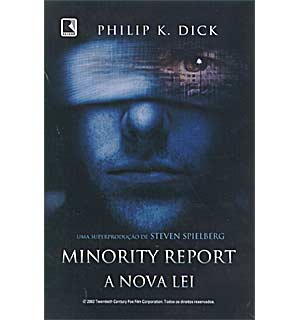 PHILIP K. DICK
UMA SUPERPRODUÇÃO DE STEVEN SPIELBERG
MINORITY REPORT
A NOVA LEI
© 2002 Twentieth Century Fox Film Corporation. Todos os direitos reservados.